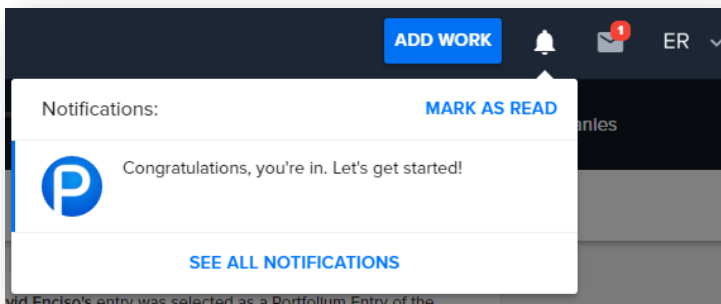 ADD WORK
1
ER
Notifications:
MARK AS READ
anies
P
Congratulations, you're in. Let's get started!
SEE ALL NOTIFICATIONS
vid Enciso's entry was selected as a Portfolium Entry of the